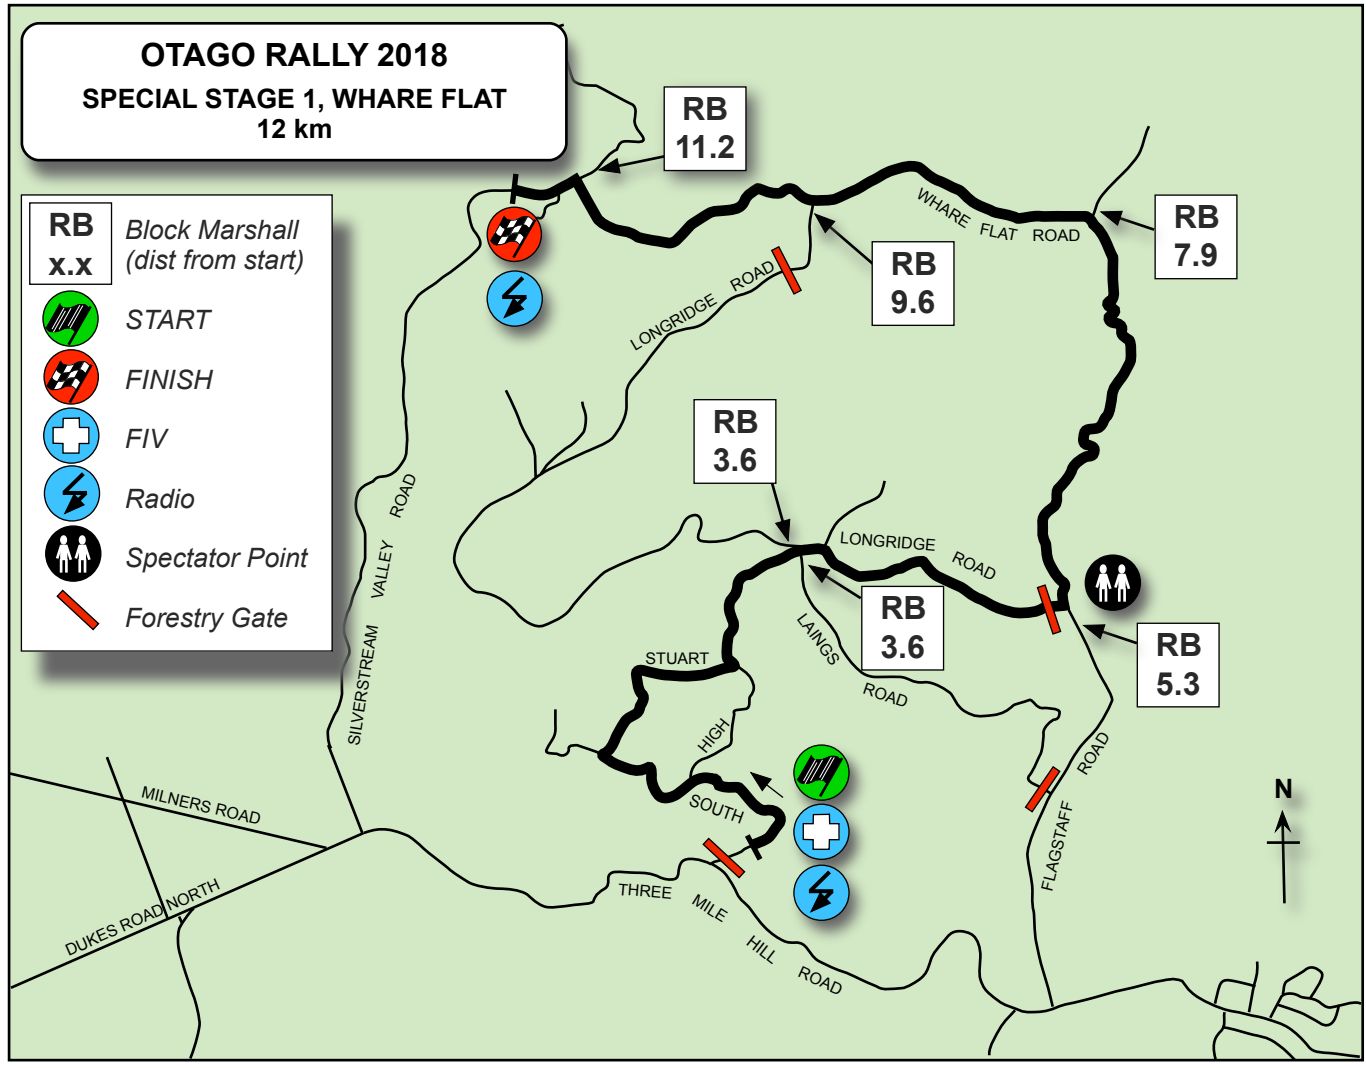 OTAGO RALLY 2018
SPECIAL STAGE 1, WHARE FLAT
12 km
RB
11.2
RB
x.x
Block Marshall
(dist from start)
START
FINISH
FIV
Radio
Spectator Point
Forestry Gate
WHARE FLAT ROAD
RB
7.9
RB
9.6
LONGRIDGE ROAD
RB
3.6
LONGRIDGE ROAD
RB
3.6
RB
5.3
SILVERSTREAM VALLEY ROAD
STUART
LAINGS ROAD
HIGH
SOUTH
FLAGSTAFF ROAD
N
MILNERS ROAD
DUKES ROAD NORTH
THREE MILE HILL ROAD